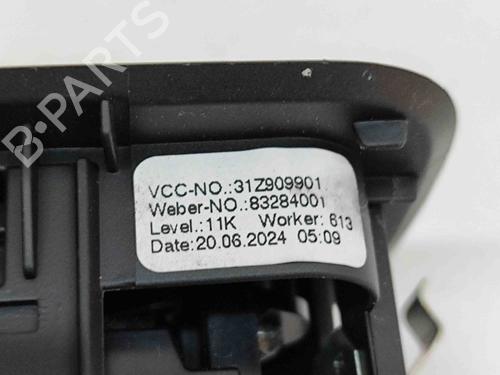 B-PARTS
VCC-NO.:31Z909901
Weber-NO.:83284001
Level.:11K Worker: 613
Date:20.06.2024 05:09